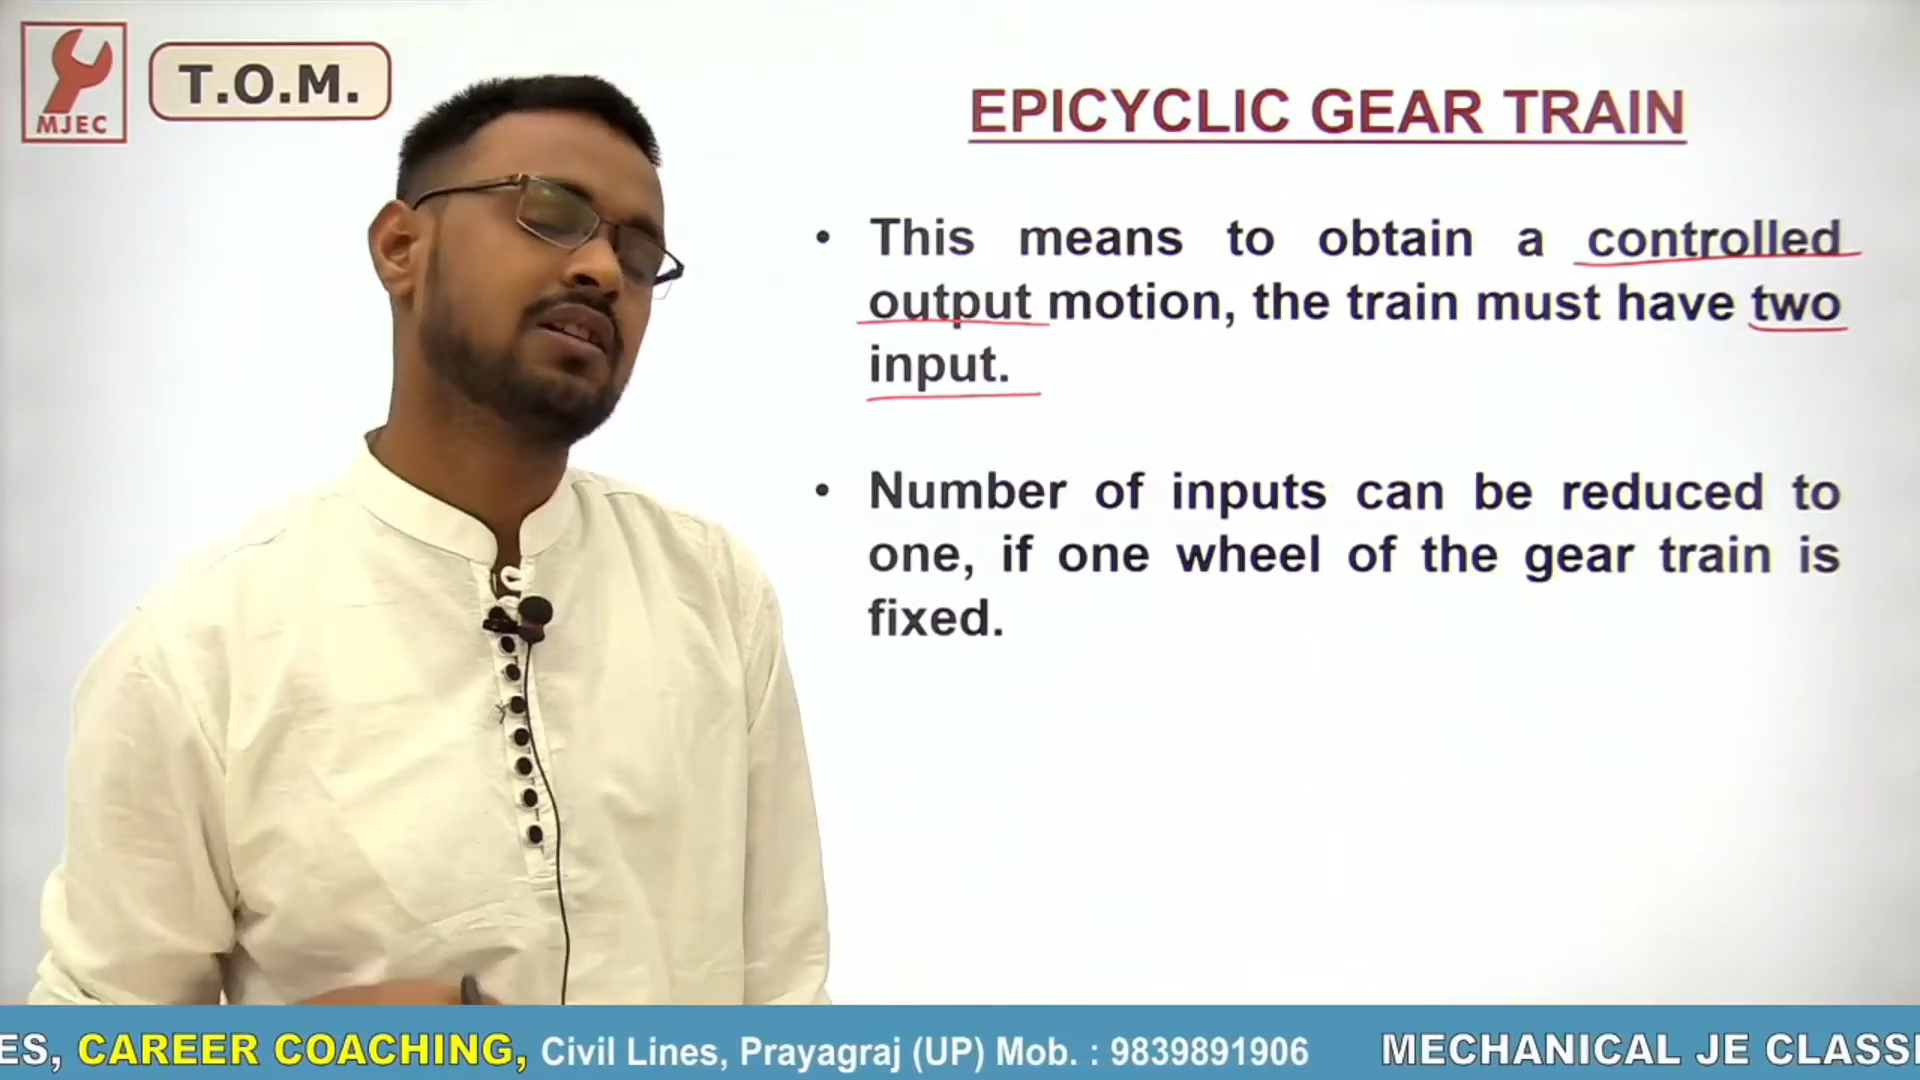 MJEC
T.O.M.
EPICYCLIC GEAR TRAIN
• This means to obtain a controlled
output motion, the train must have two
input.
• Number of inputs can be reduced to
one, if one wheel of the gear train is
fixed.
ES, CAREER COACHING, Civil Lines, Prayagraj (UP) Mob. : 9839891906 MECHANICAL JE CLASS